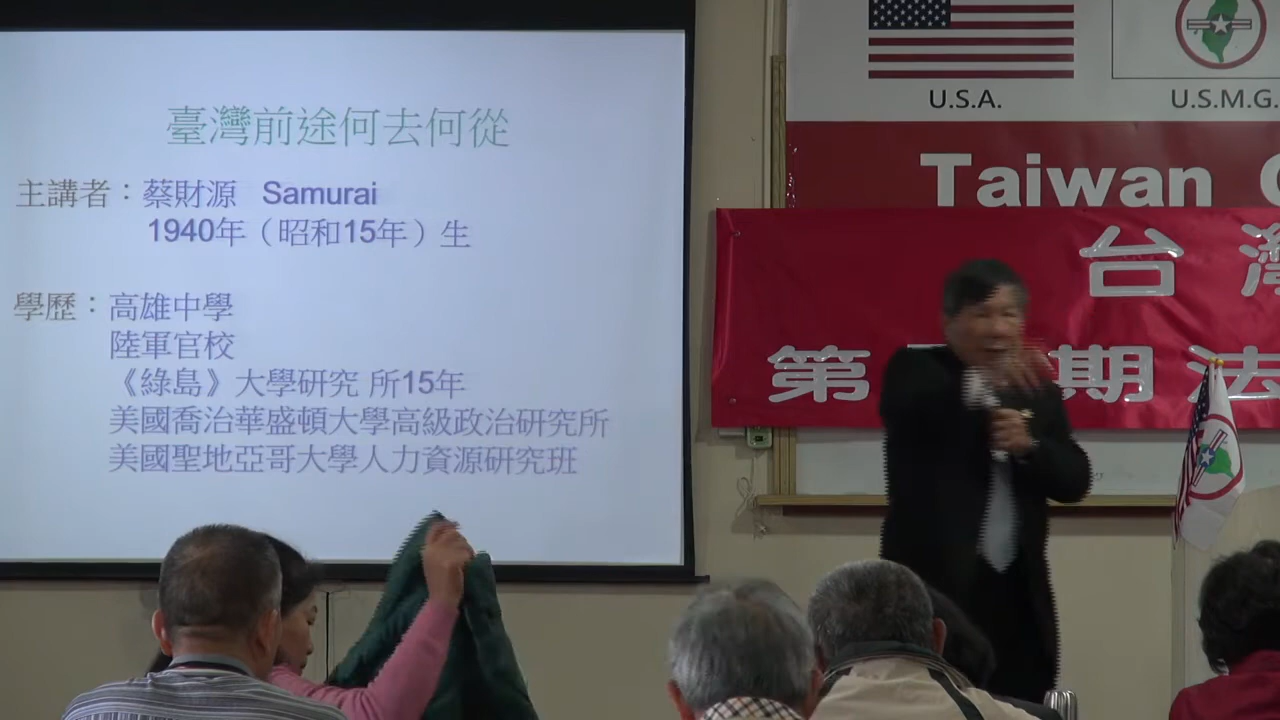 臺灣前途何去何從
主講者：蔡財源 Samurai
1940年（昭和15年）生
學歷：高雄中學
陸軍官校
《綠島》大學研究 所15年
美國喬治華盛頓大學高級政治研究所
美國聖地亞哥大學人力資源研究班
U.S.A.
U.S.M.G.
Taiwan
台灣
第 期法